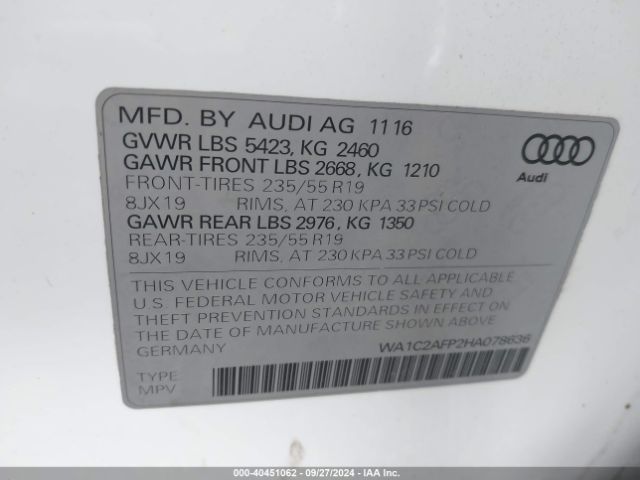 MFD. BY AUDI AG 11 16
GVWR LBS 5423, KG 2460
GAWR FRONT LBS 2668, KG 1210
FRONT-TIRES 235/55 R19
8JX19 RIMS, AT 230 KPA 33 PSI COLD
GAWR REAR LBS 2976, KG 1350
REAR-TIRES 235/55 R19
8JX19 RIMS, AT 230 KPA 33 PSI COLD
Audi
THIS VEHICLE CONFORMS TO ALL APPLICABLE
U.S. FEDERAL MOTOR VEHICLE SAFETY AND
THEFT PREVENTION STANDARDS IN EFFECT ON
THE DATE OF MANUFACTURE SHOWN ABOVE.
GERMANY
WA1C2AFP2HA078636
TYPE
MPV
000-40451062 - 09/27/2024 - IAA Inc.